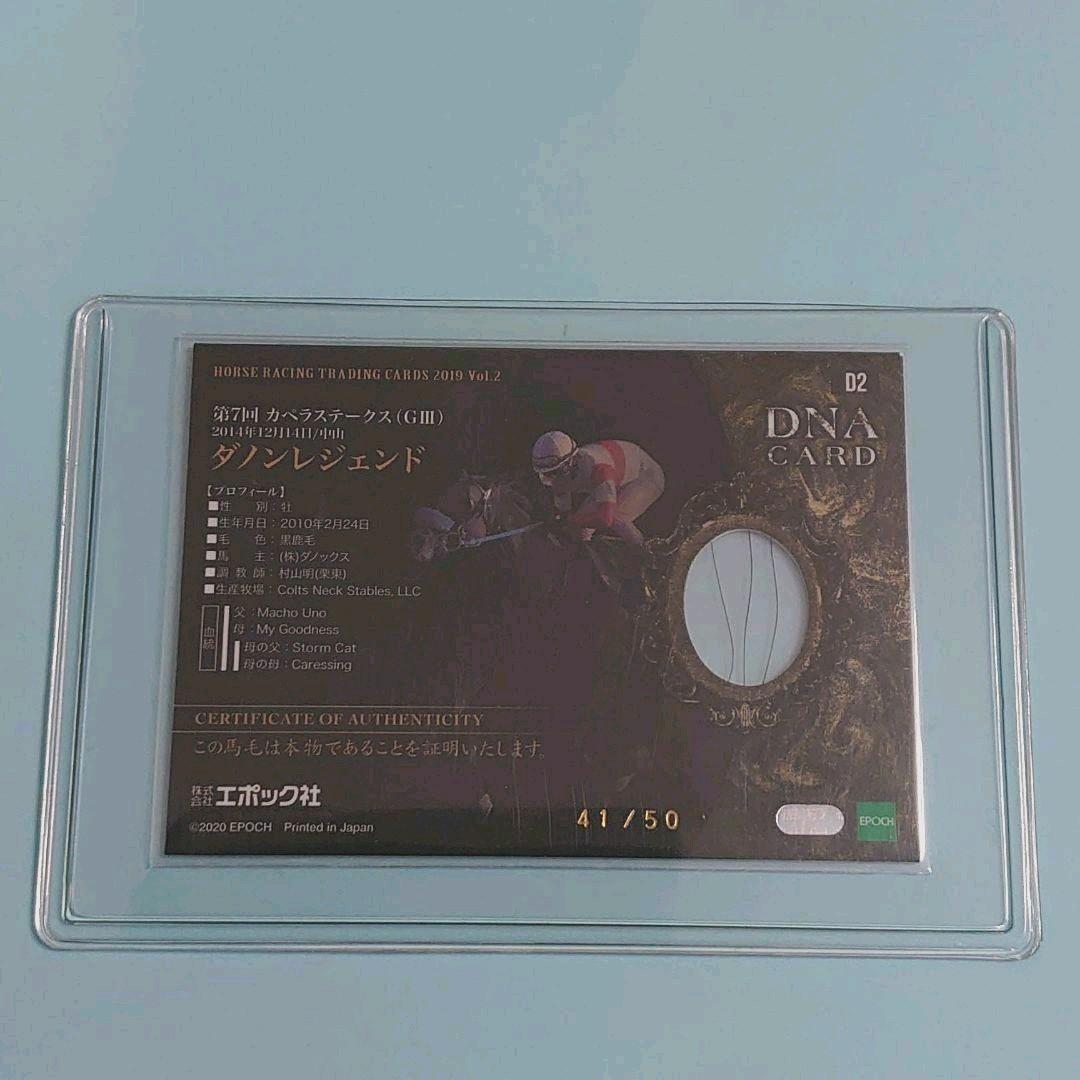 HORSE RACING TRADING CARDS 2019 Vol.2
D2
DNA
CARD
第7回 カペラステークス(GⅢ)
2014年12月14日/中山
ダノンレジェンド
【プロフィール】
■性 別：牡
■生年月日：2010年2月24日
■毛 色：黒鹿毛
■馬 主：(株)ダノックス
■調教師：村山明(栗東)
■生産牧場：Colts Neck Stables, LLC
血統
父：Macho Uno
母：My Goodness
母の父：Storm Cat
母の母：Caressing
CERTIFICATE OF AUTHENTICITY
この馬毛は本物であることを証明いたします。
株式会社エポック社
©2020 EPOCH Printed in Japan
41/50
EPOCH